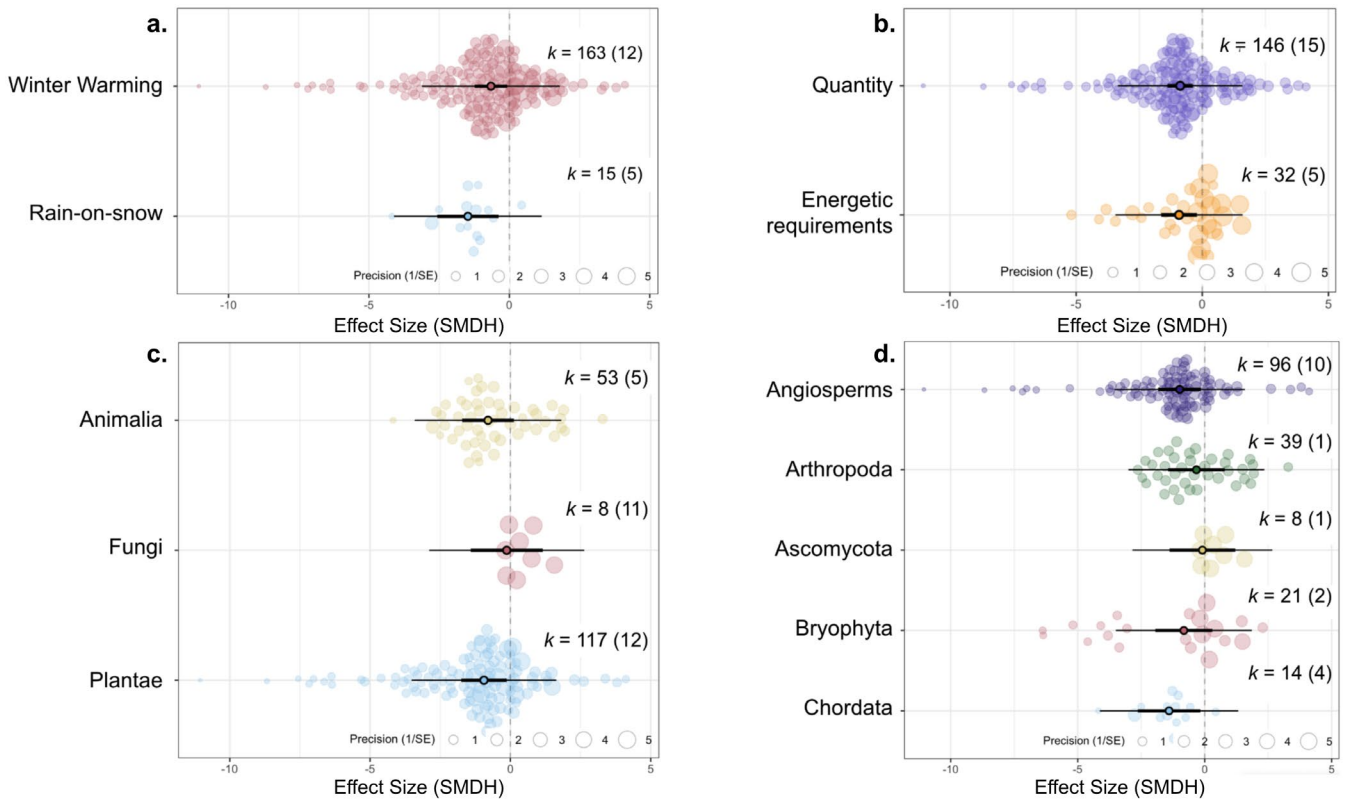 a.
Winter Warming
k = 163 (12)
Rain-on-snow
k = 15 (5)
Precision (1/SE) 1 2 3 4 5
-10 -5 0 5
Effect Size (SMDH)
b.
Quantity
k = 146 (15)
Energetic
requirements
k = 32 (5)
Precision (1/SE) 1 2 3 4 5
-10 -5 0 5
Effect Size (SMDH)
c.
Animalia
k = 53 (5)
Fungi
k = 8 (11)
Plantae
k = 117 (12)
Precision (1/SE) 1 2 3 4 5
-10 -5 0 5
Effect Size (SMDH)
d.
Angiosperms
k = 96 (10)
Arthropoda
k = 39 (1)
Ascomycota
k = 8 (1)
Bryophyta
k = 21 (2)
Chordata
k = 14 (4)
Precision (1/SE) 1 2 3 4 5
-10 -5 0 5
Effect Size (SMDH)